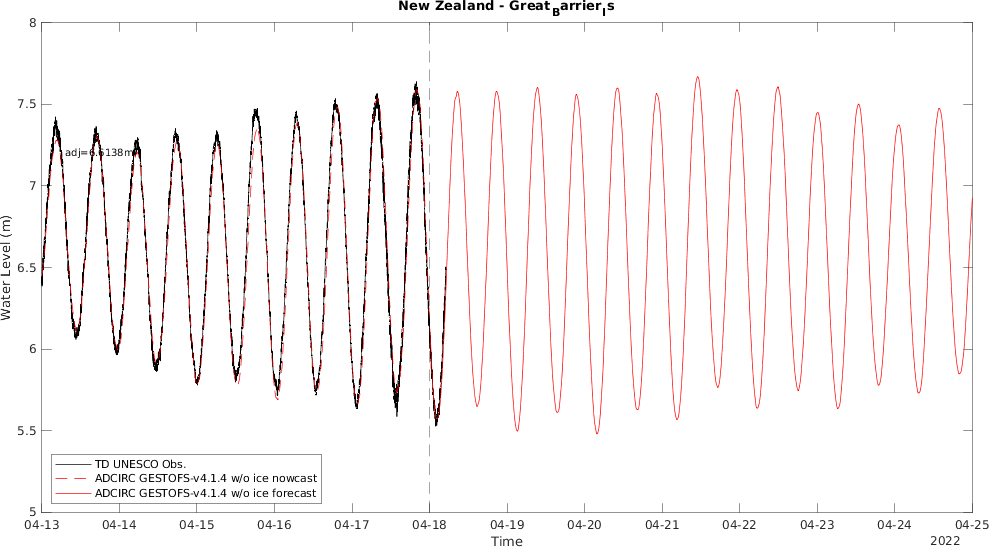 New Zealand - Great_Barrier_Is
8
7.5
7
6.5
6
5.5
5
Water Level (m)
adj=6.6138m
TD UNESCO Obs.
ADCIRC GESTOFS-v4.1.4 w/o ice nowcast
ADCIRC GESTOFS-v4.1.4 w/o ice forecast
04-13 04-14 04-15 04-16 04-17 04-18 04-19 04-20 04-21 04-22 04-23 04-24 04-25
Time
2022